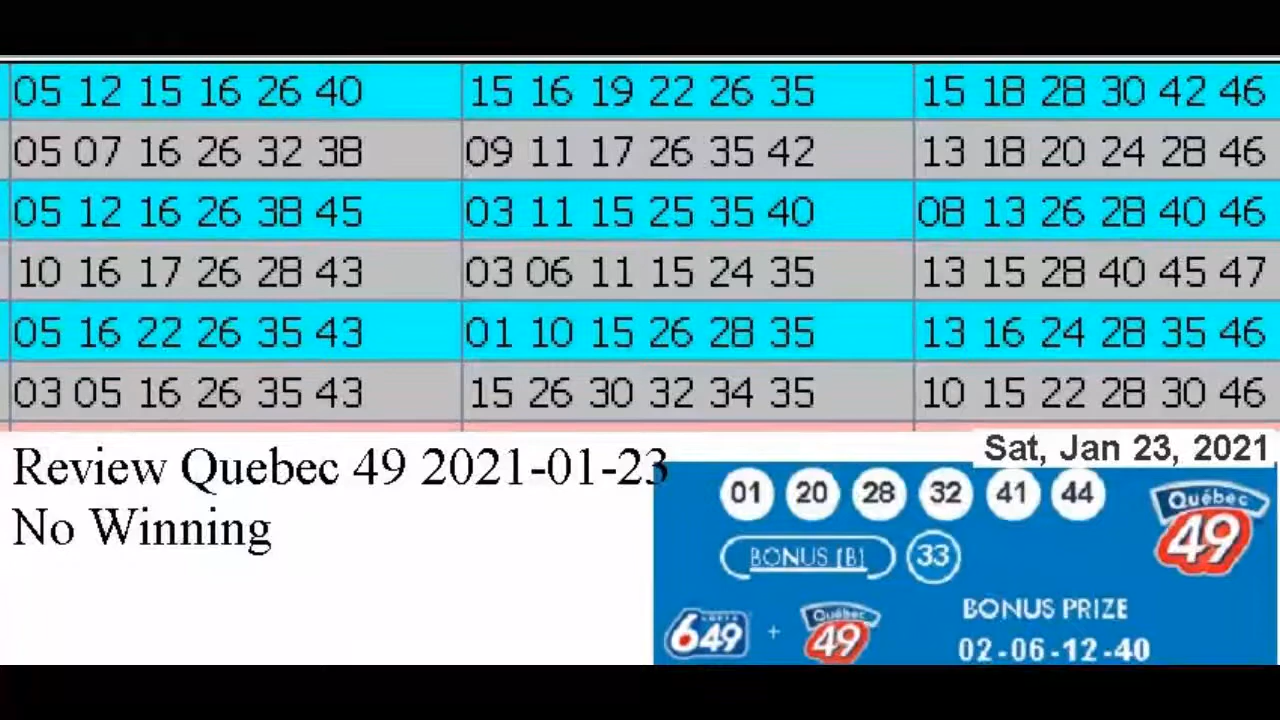 05 12 15 16 26 40 15 16 19 22 26 35 15 18 28 30 42 46
05 07 16 26 32 38 09 11 17 26 35 42 13 18 20 24 28 46
05 12 16 26 38 45 03 11 15 25 35 40 08 13 26 28 40 46
10 16 17 26 28 43 03 06 11 15 24 35 13 15 28 40 45 47
05 16 22 26 35 43 01 10 15 26 28 35 13 16 24 28 35 46
03 05 16 26 35 43 15 26 30 32 34 35 10 15 22 28 30 46
Review Quebec 49 2021-01-23
No Winning
Sat, Jan 23, 2021
01 20 28 32 41 44
Québec
49
BONUS (B) 33
BONUS PRIZE
02-06-12-40
LOTTO
6/49
+
Québec
49